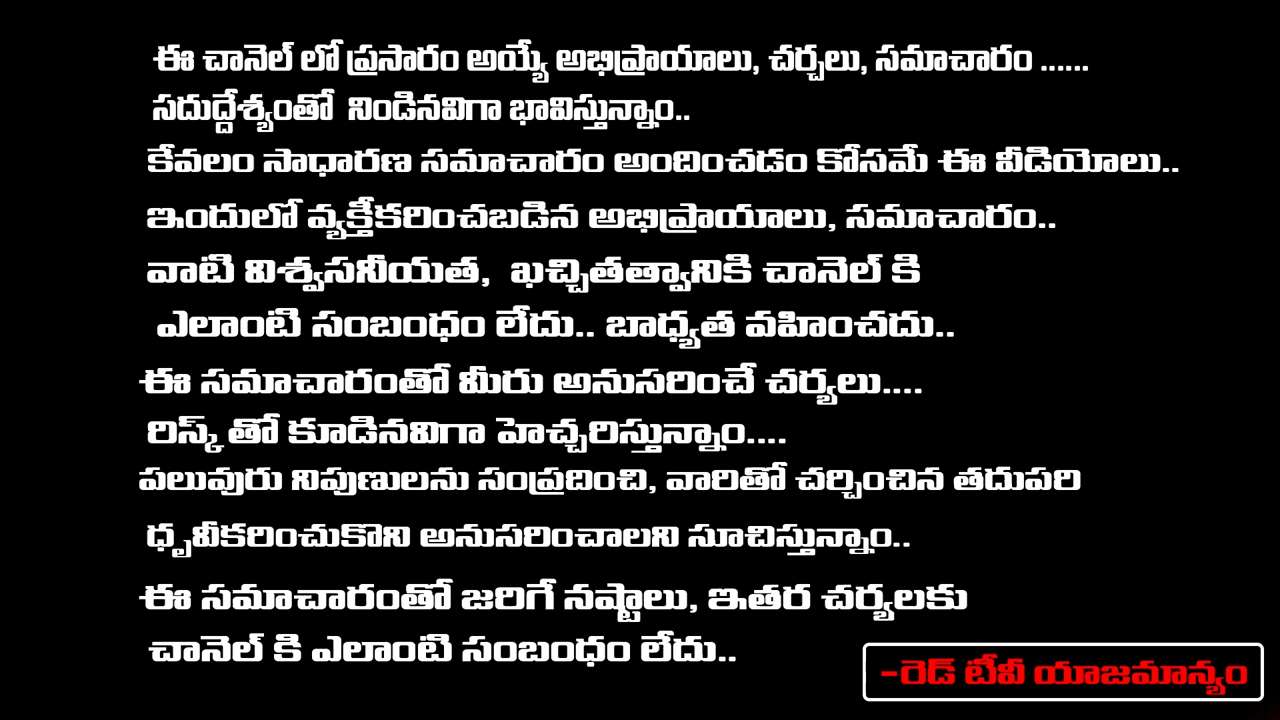 ఈ చానెల్ లో ప్రసారం అయ్యే అభిప్రాయాలు, చర్చలు, సమాచారం ......
సదుద్దేశ్యంతో నిండినవిగా భావిస్తున్నాం..
కేవలం సాధారణ సమాచారం అందించడం కోసమే ఈ వీడియోలు..
ఇందులో వ్యక్తీకరించబడిన అభిప్రాయాలు, సమాచారం..
వాటి విశ్వసనీయత, ఖచ్చితత్వానికి చానెల్ కి
ఎలాంటి సంబంధం లేదు.. బాధ్యత వహించదు..
ఈ సమాచారంతో మీరు అనుసరించే చర్యలు....
రిస్క్ తో కూడినవిగా హెచ్చరిస్తున్నాం....
పలువురు నిపుణులను సంప్రదించి, వారితో చర్చించిన తదుపరి
ధృవీకరించుకొని అనుసరించాలని సూచిస్తున్నాం..
ఈ సమాచారంతో జరిగే నష్టాలు, ఇతర చర్యలకు
చానెల్ కి ఎలాంటి సంబంధం లేదు..
-రెడ్ టీవీ యాజమాన్యం